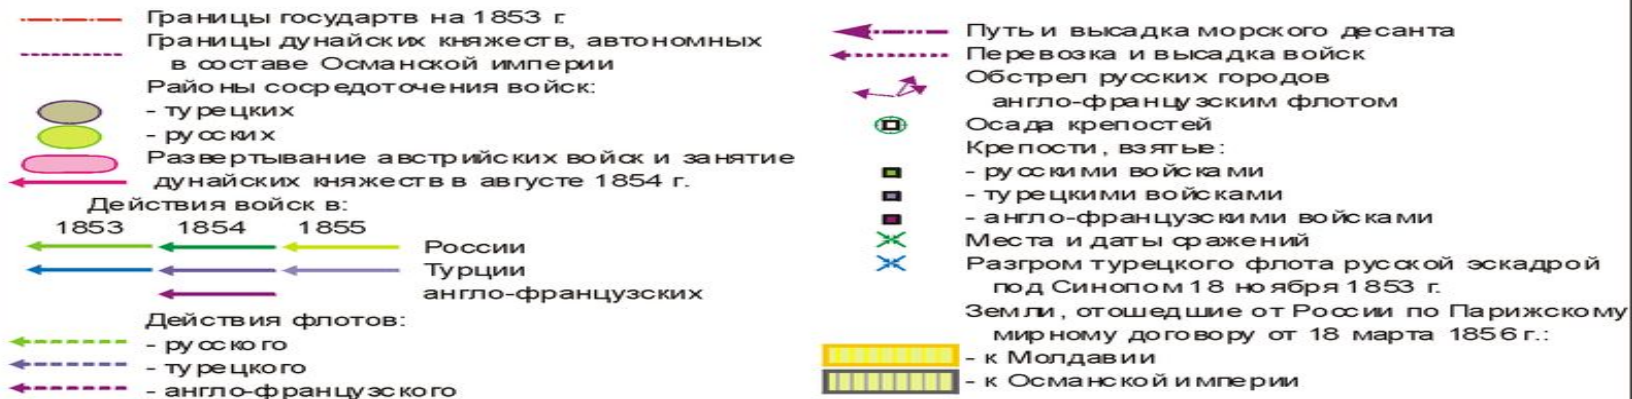 Границы государтв на 1853 г.
Границы дунайских княжеств, автономных
в составе Османской империи
Районы сосредоточения войск:
- турецких
- русских
Развертывание австрийских войск и занятие
дунайских княжеств в августе 1854 г.
Действия войск в:
1853 1854 1855
России
Турции
англо-французских
Действия флотов:
- русского
- турецкого
- англо-французского
Путь и высадка морского десанта
Перевозка и высадка войск
Обстрел русских городов
англо-французским флотом
Осада крепостей
Крепости, взятые:
- русскими войсками
- турецкими войсками
- англо-французскими войсками
Места и даты сражений
Разгром турецкого флота русской эскадрой
под Синопом 18 ноября 1853 г.
Земли, отошедшие от России по Парижскому
мирному договору от 18 марта 1856 г.:
- к Молдавии
- к Османской империи